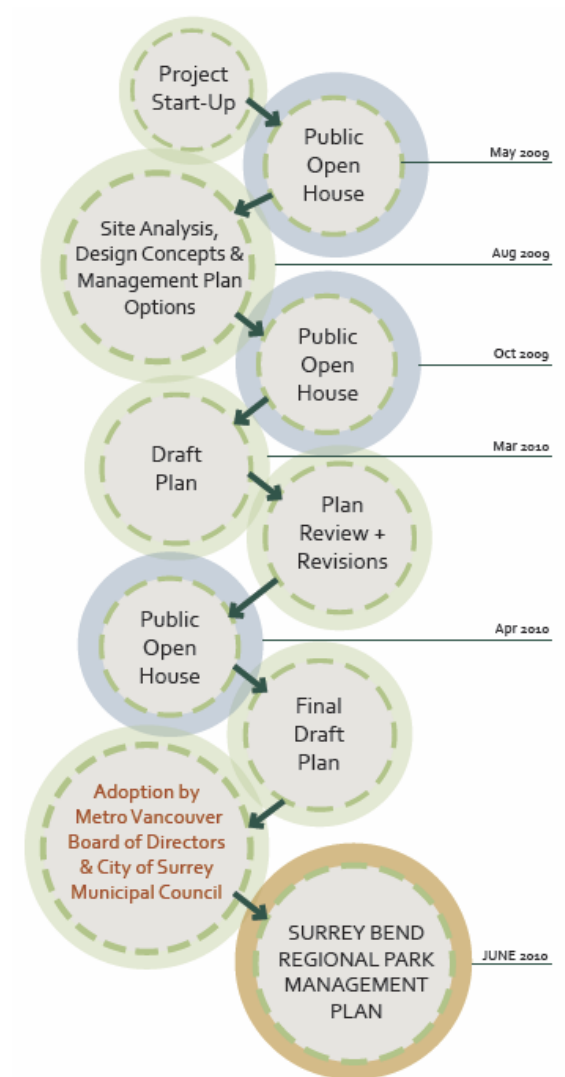 Project
Start-Up
Public
Open
House
May 2009
Site Analysis,
Design Concepts &
Management Plan
Options
Aug 2009
Public
Open
House
Oct 2009
Draft
Plan
Mar 2010
Plan
Review +
Revisions
Public
Open
House
Apr 2010
Final
Draft
Plan
Adoption by
Metro Vancouver
Board of Directors
& City of Surrey
Municipal Council
SURREY BEND
REGIONAL PARK
MANAGEMENT
PLAN
JUNE 2010